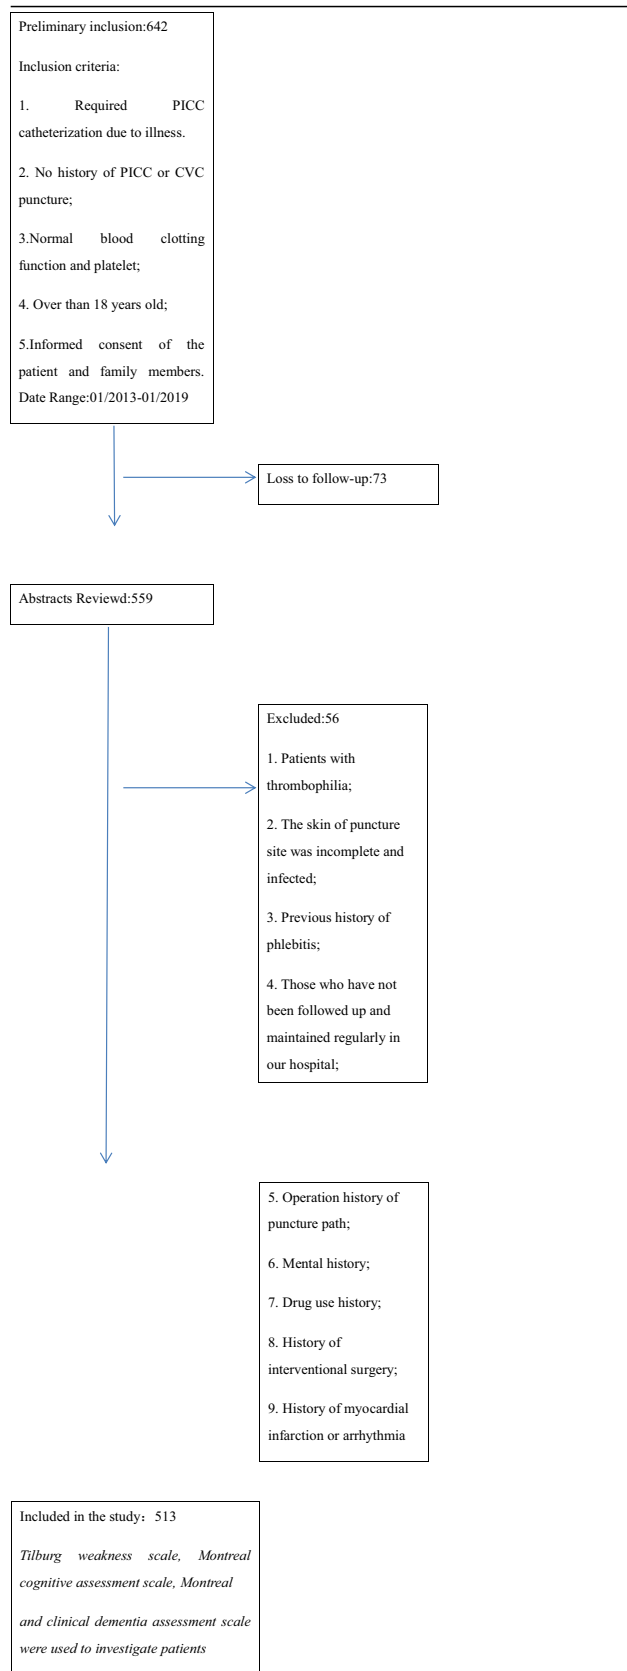 Preliminary inclusion:642
Inclusion criteria:
1. Required PICC
catheterization due to illness.
2. No history of PICC or CVC
puncture;
3.Normal blood clotting
function and platelet;
4. Over than 18 years old;
5.Informed consent of the
patient and family members.
Date Range:01/2013-01/2019
Loss to follow-up:73
Abstracts Reviewd:559
Excluded:56
1. Patients with
thrombophilia;
2. The skin of puncture
site was incomplete and
infected;
3. Previous history of
phlebitis;
4. Those who have not
been followed up and
maintained regularly in
our hospital;
5. Operation history of
puncture path;
6. Mental history;
7. Drug use history;
8. History of
interventional surgery;
9. History of myocardial
infarction or arrhythmia
Included in the study：513
Tilburg weakness scale, Montreal
cognitive assessment scale, Montreal
and clinical dementia assessment scale
were used to investigate patients